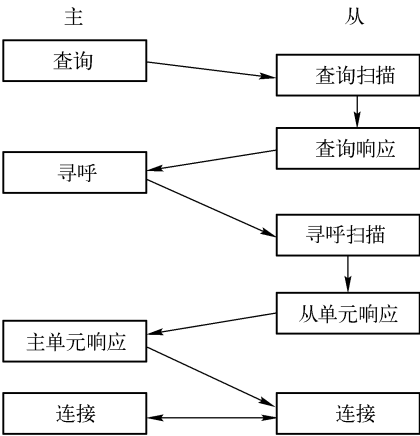 主 从
查询
查询扫描
查询响应
寻呼
寻呼扫描
从单元响应
主单元响应
连接 连接